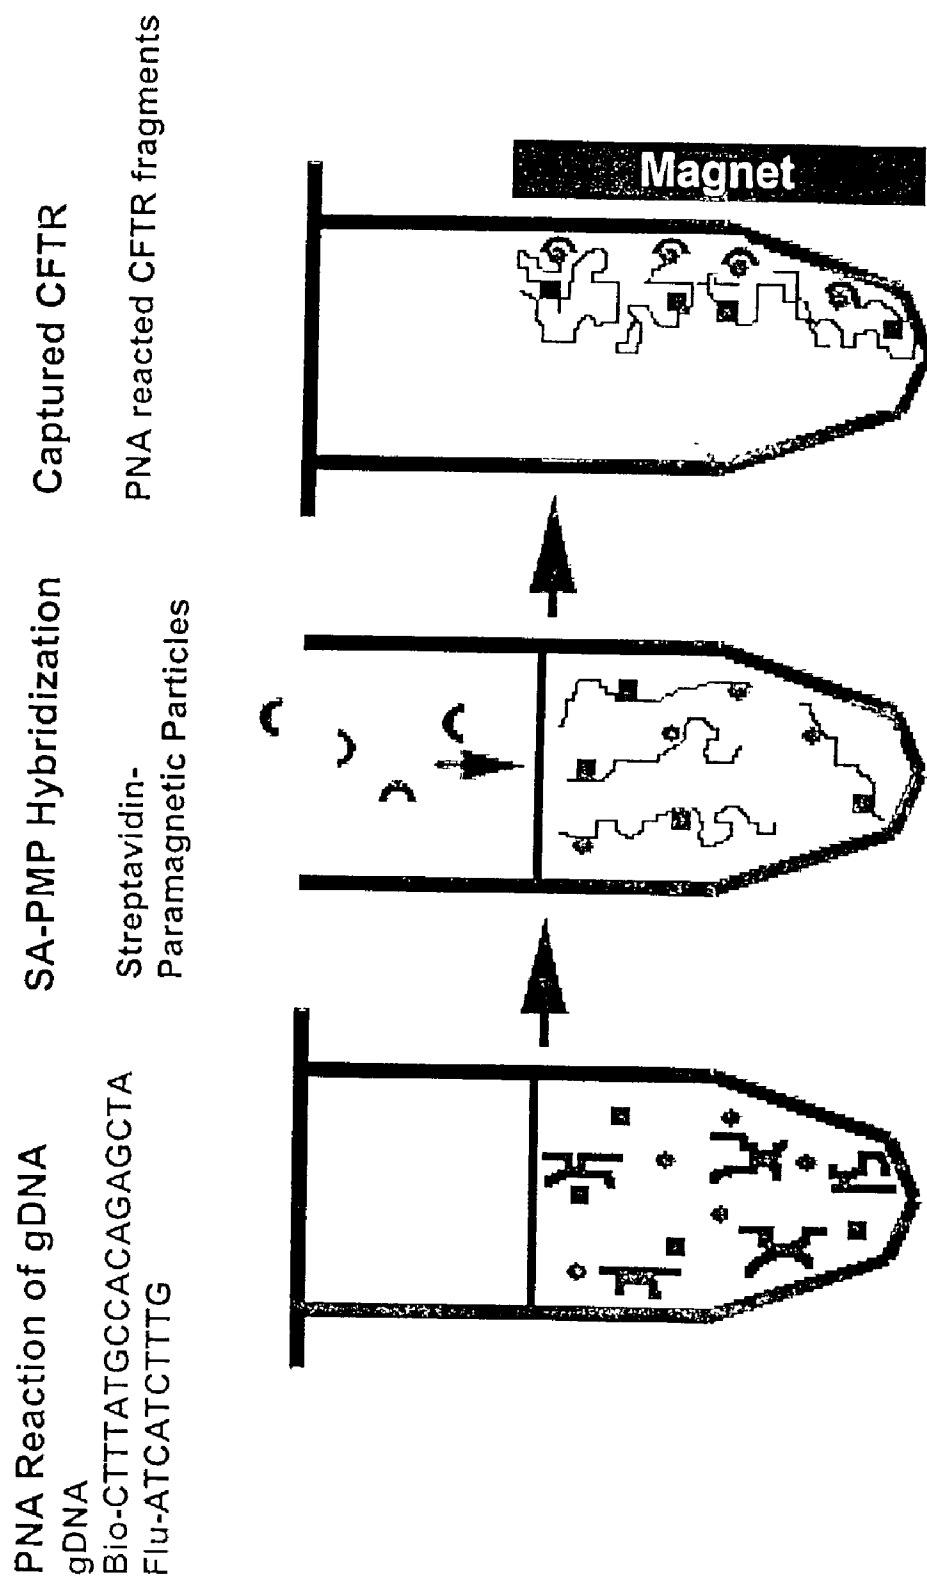 PNA Reaction of gDNA
gDNA
Bio-CTTTATGCCACAGAGCTA
Flu-ATCATCTTTG
SA-PMP Hybridization
Streptavidin-
Paramagnetic Particles
Captured CFTR
PNA reacted CFTR fragments
Magnet